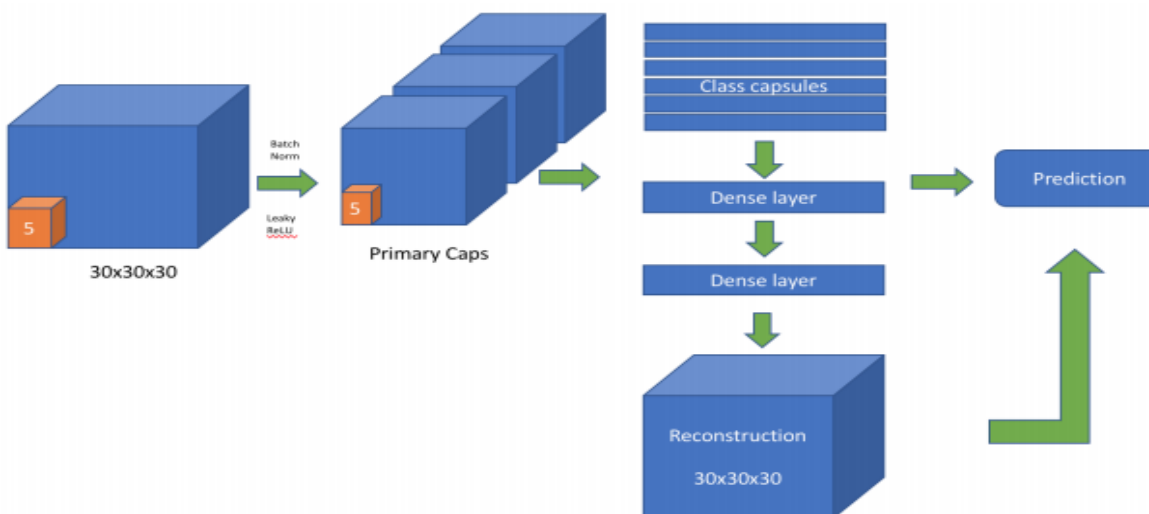 5
30x30x30
Batch
Norm
Leaky
ReLU
5
Primary Caps
Class capsules
Dense layer
Dense layer
Reconstruction
30x30x30
Prediction